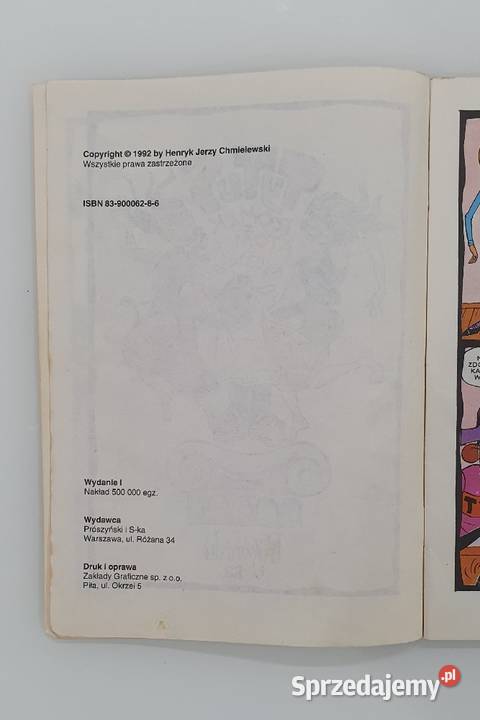 Copyright © 1992 by Henryk Jerzy Chmielewski
Wszystkie prawa zastrzeżone
ISBN 83-900062-8-6
Wydanie I
Nakład 500 000 egz.
Wydawca
Prószyński i S-ka
Warszawa, ul. Różana 34
Druk i oprawa
Zakłady Graficzne sp. z o.o.
Piła, ul. Okrzei 5
T
Sprzedajemy.pl